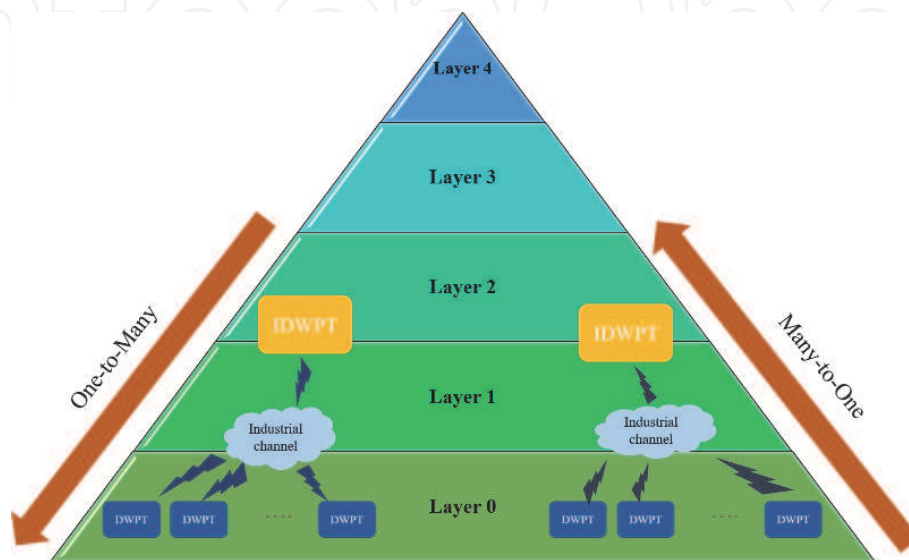 Layer 4
Layer 3
Layer 2
IDWPT
IDWPT
One-to-Many
Many-to-One
Layer 1
Industrial
channel
Industrial
channel
Layer 0
DWPT
DWPT
....
DWPT
DWPT
DWPT
....
DWPT